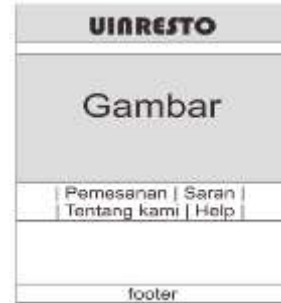 UINRESTO
Gambar
| Pemesanan | Saran |
| Tentang kami | Help |
footer